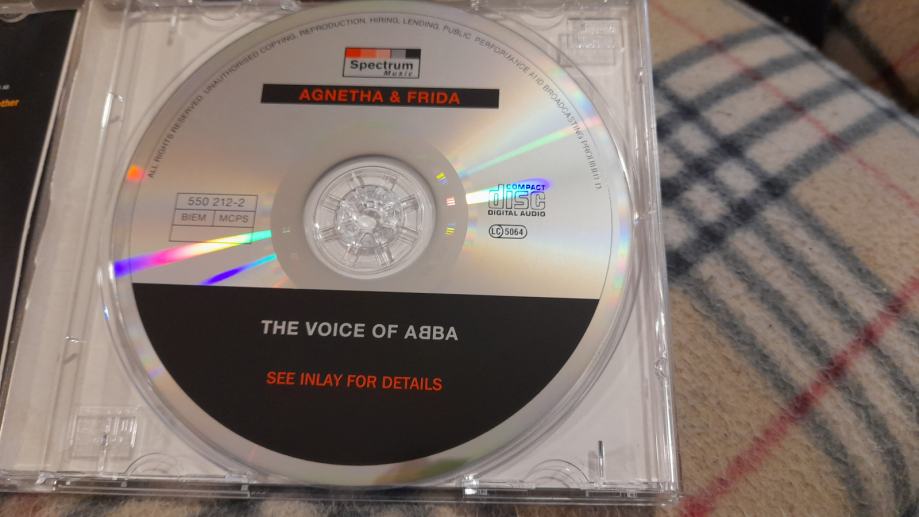 ALL RIGHTS RESERVED. UNAUTHORISED COPYING, REPRODUCTION, HIRING, LENDING, PUBLIC PERFORMANCE AND BROADCASTING PROHIBITED.
Spectrum
Music
AGNETHA & FRIDA
550 212-2
BIEM MCPS
COMPACT
disc
DIGITAL AUDIO
LC 5064
THE VOICE OF AᗺBA
SEE INLAY FOR DETAILS